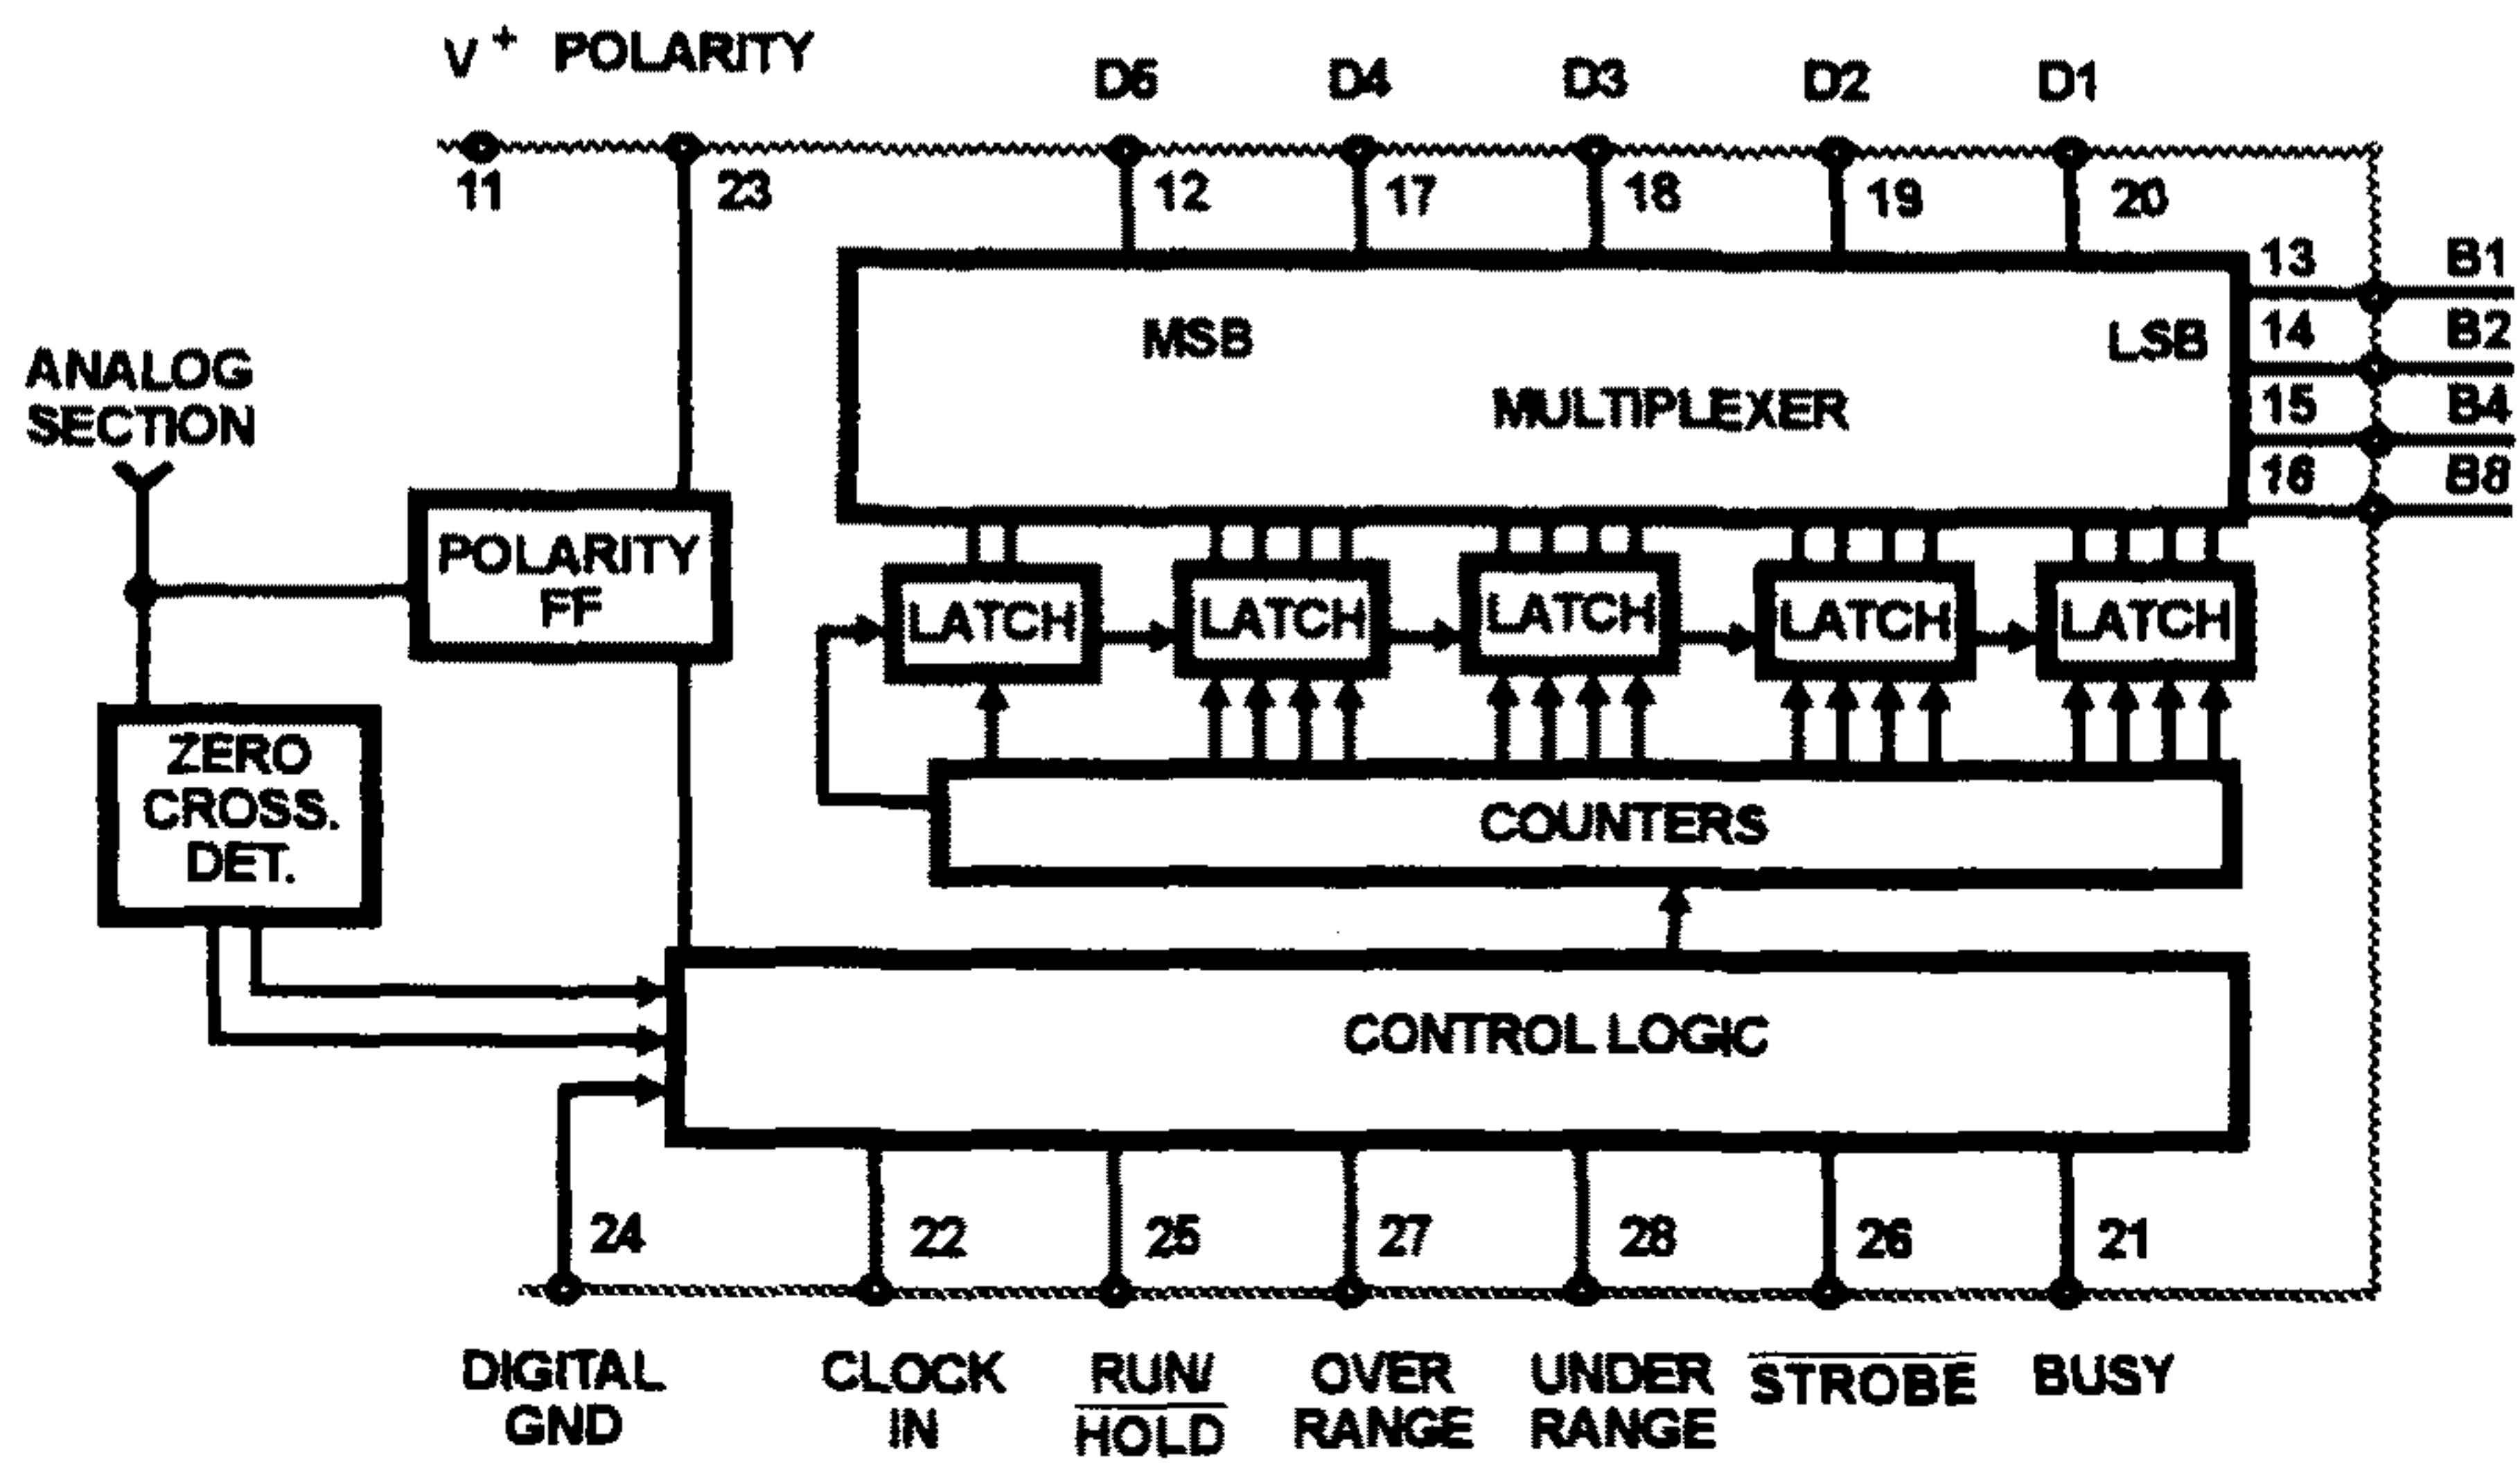 V+ POLARITY D5 D4 D3 D2 D1
11 23 12 17 18 19 20
13 B1
14 B2
15 B4
16 B8
MSB LSB
MULTIPLEXER
ANALOG
SECTION
POLARITY
FF
LATCH LATCH LATCH LATCH LATCH
ZERO
CROSS.
DET.
COUNTERS
CONTROL LOGIC
24 22 25 27 28 26 21
DIGITAL
GND
CLOCK
IN
RUN/
HOLD
OVER
RANGE
UNDER
RANGE
STROBE
BUSY